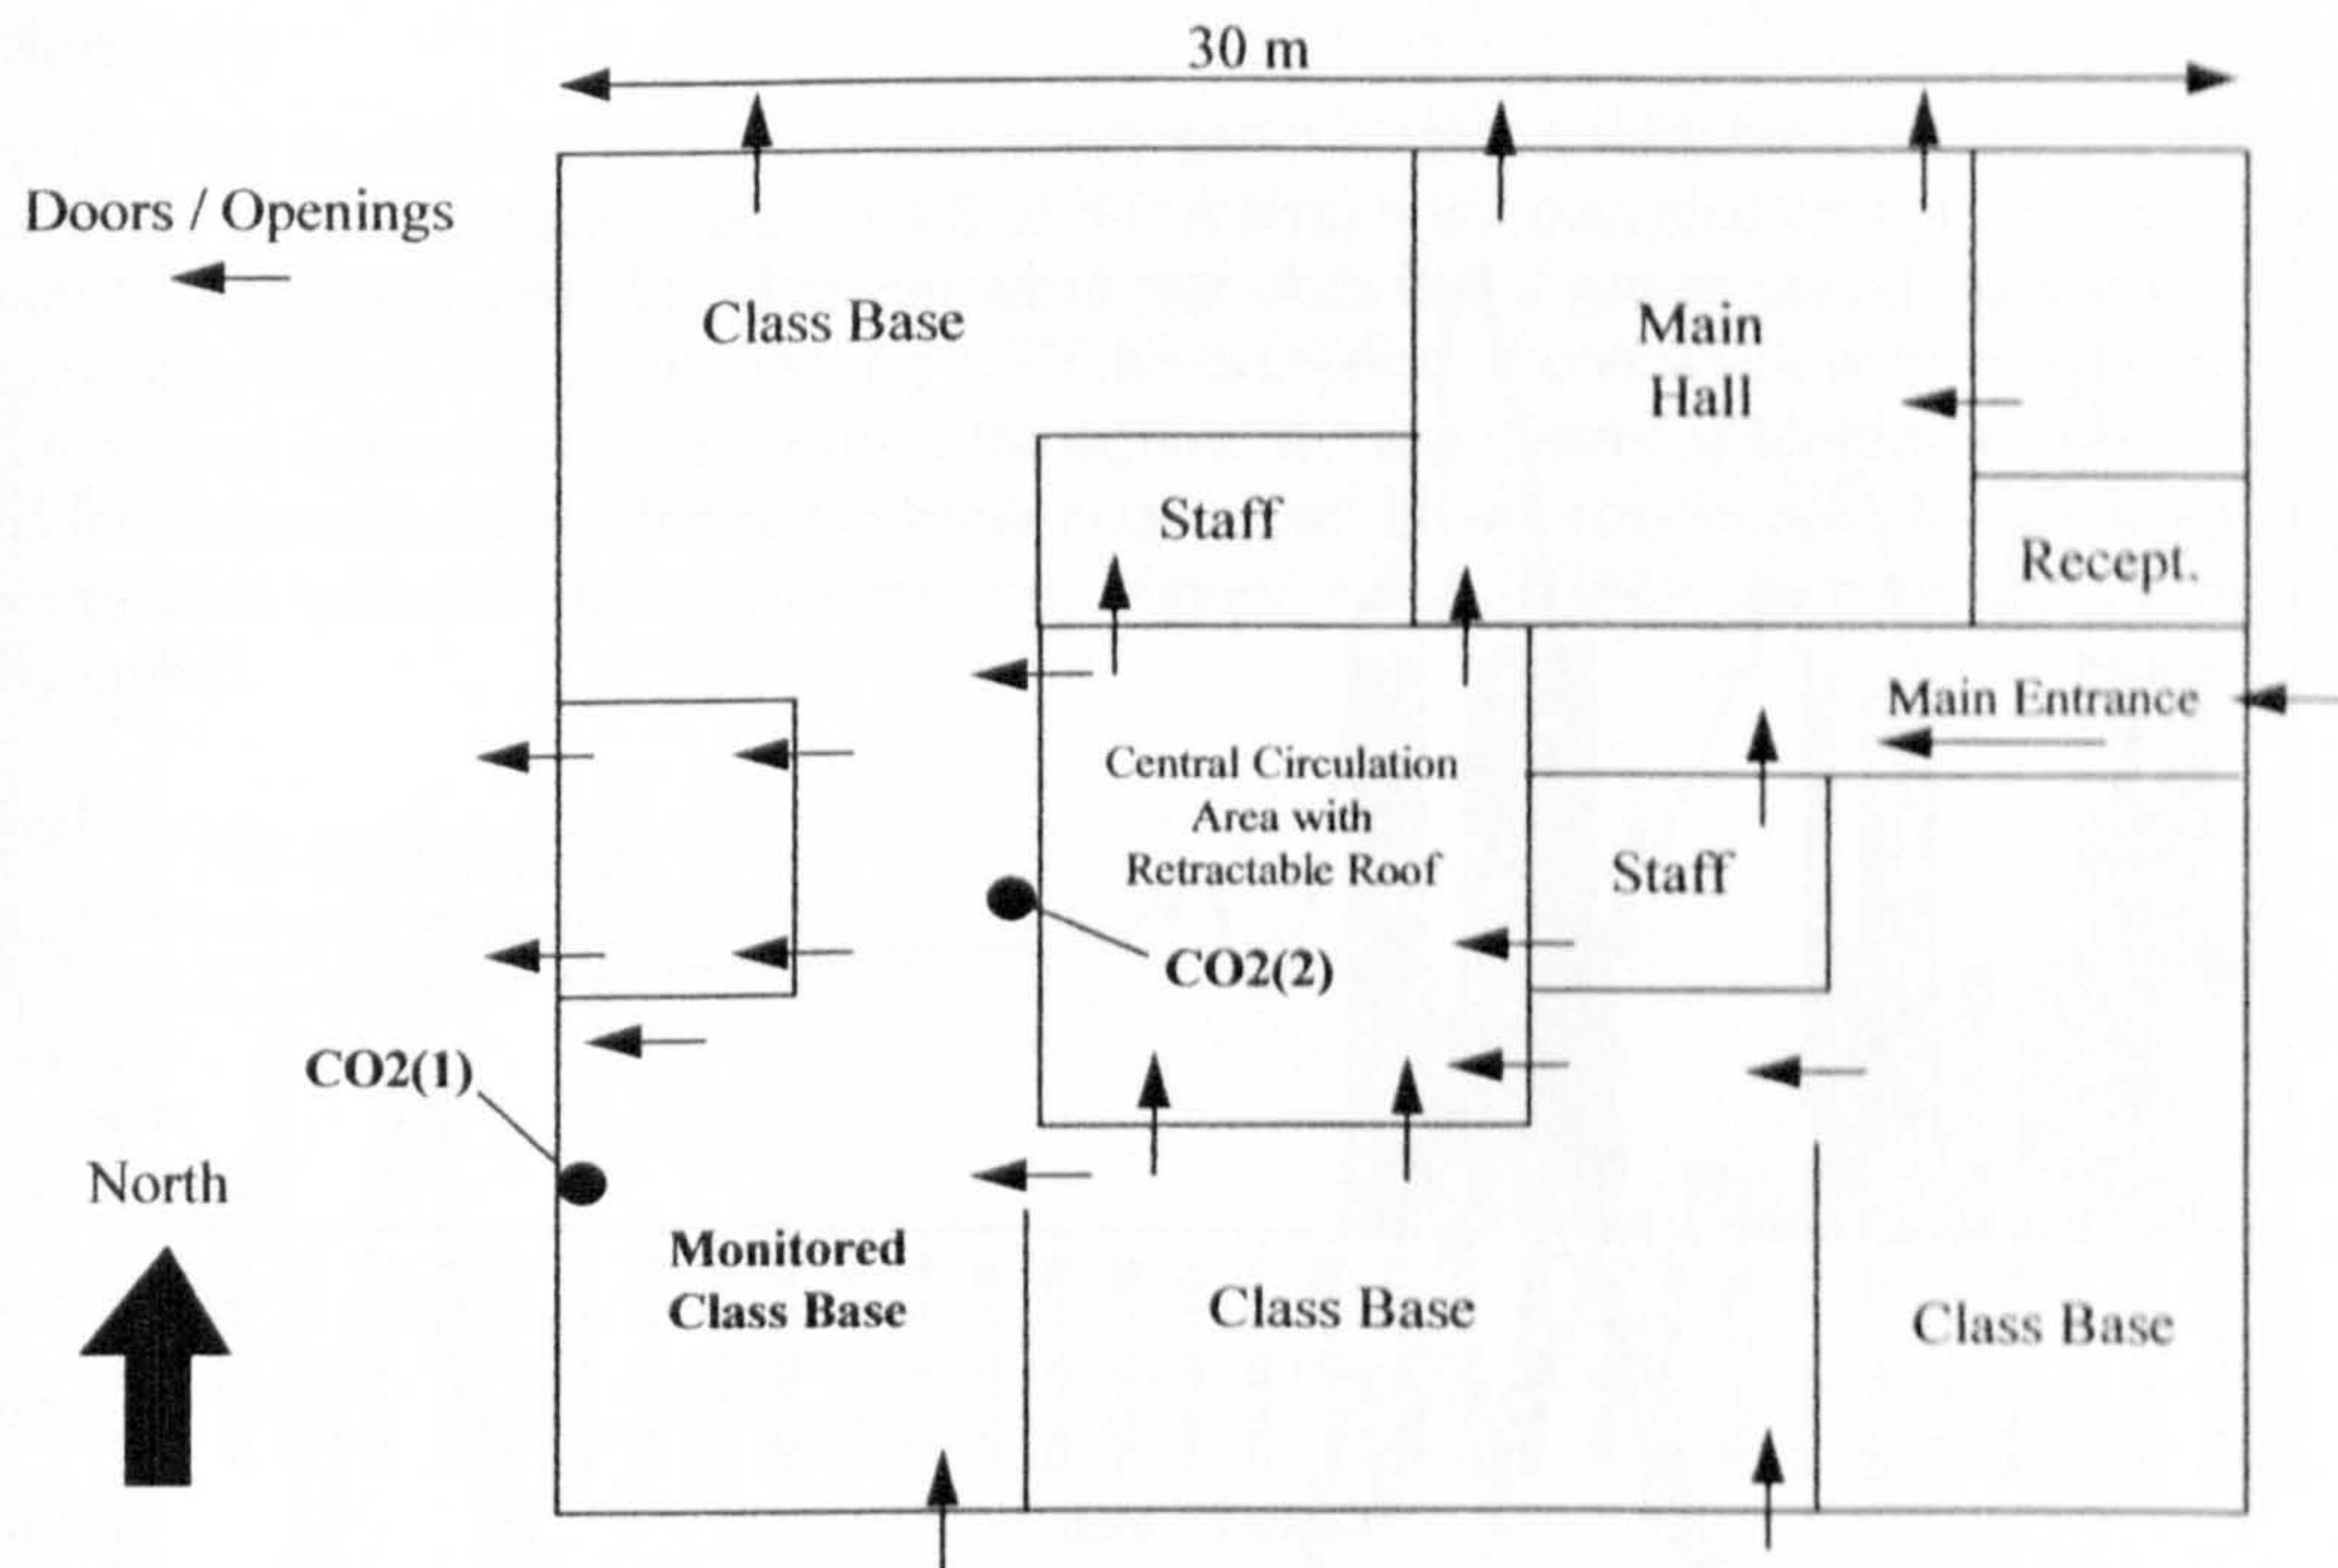 30 m
Doors / Openings
Class Base
Main
Hall
Staff
Recept.
Main Entrance
Central Circulation
Area with
Retractable Roof
Staff
CO2(2)
CO2(1)
North
Monitored
Class Base
Class Base
Class Base